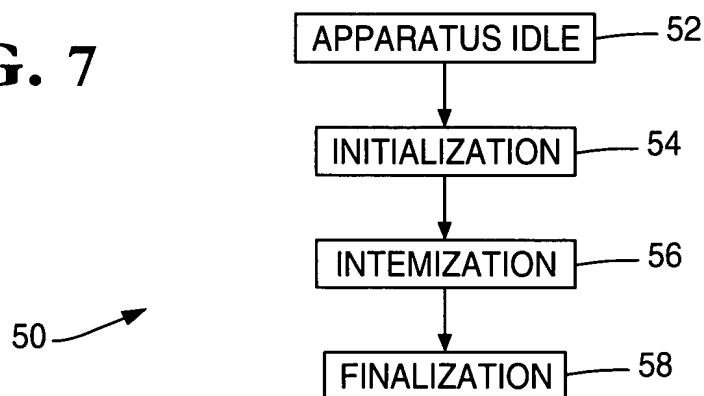 G. 7
APPARATUS IDLE
52
INITIALIZATION
54
INTEMIZATION
56
50
FINALIZATION
58